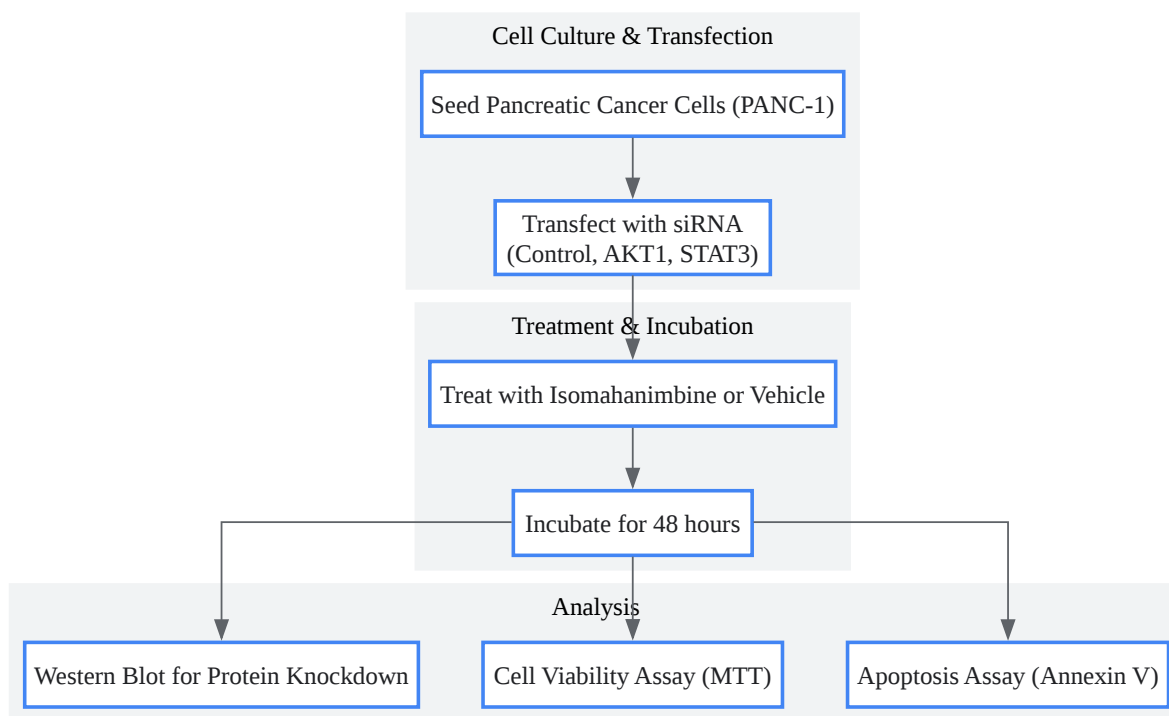 Cell Culture & Transfection
Seed Pancreatic Cancer Cells (PANC-1)
Transfect with siRNA
(Control, AKT1, STAT3)
Treatment & Incubation
Treat with Isomahanimbine or Vehicle
Incubate for 48 hours
Analysis
Western Blot for Protein Knockdown
Cell Viability Assay (MTT)
Apoptosis Assay (Annexin V)